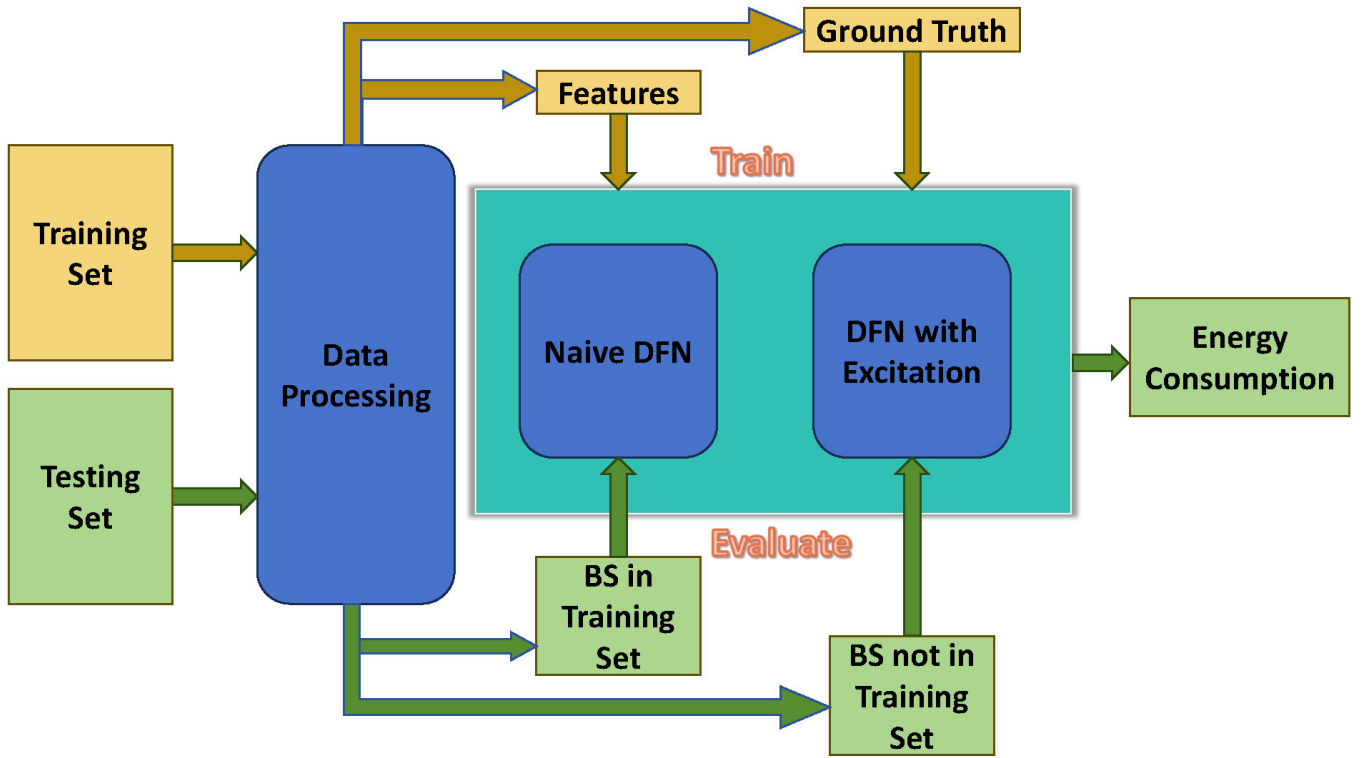 Ground Truth
Features
Train
Training
Set
Data
Processing
Naive DFN
DFN with
Excitation
Energy
Consumption
Testing
Set
Evaluate
BS in
Training
Set
BS not in
Training
Set